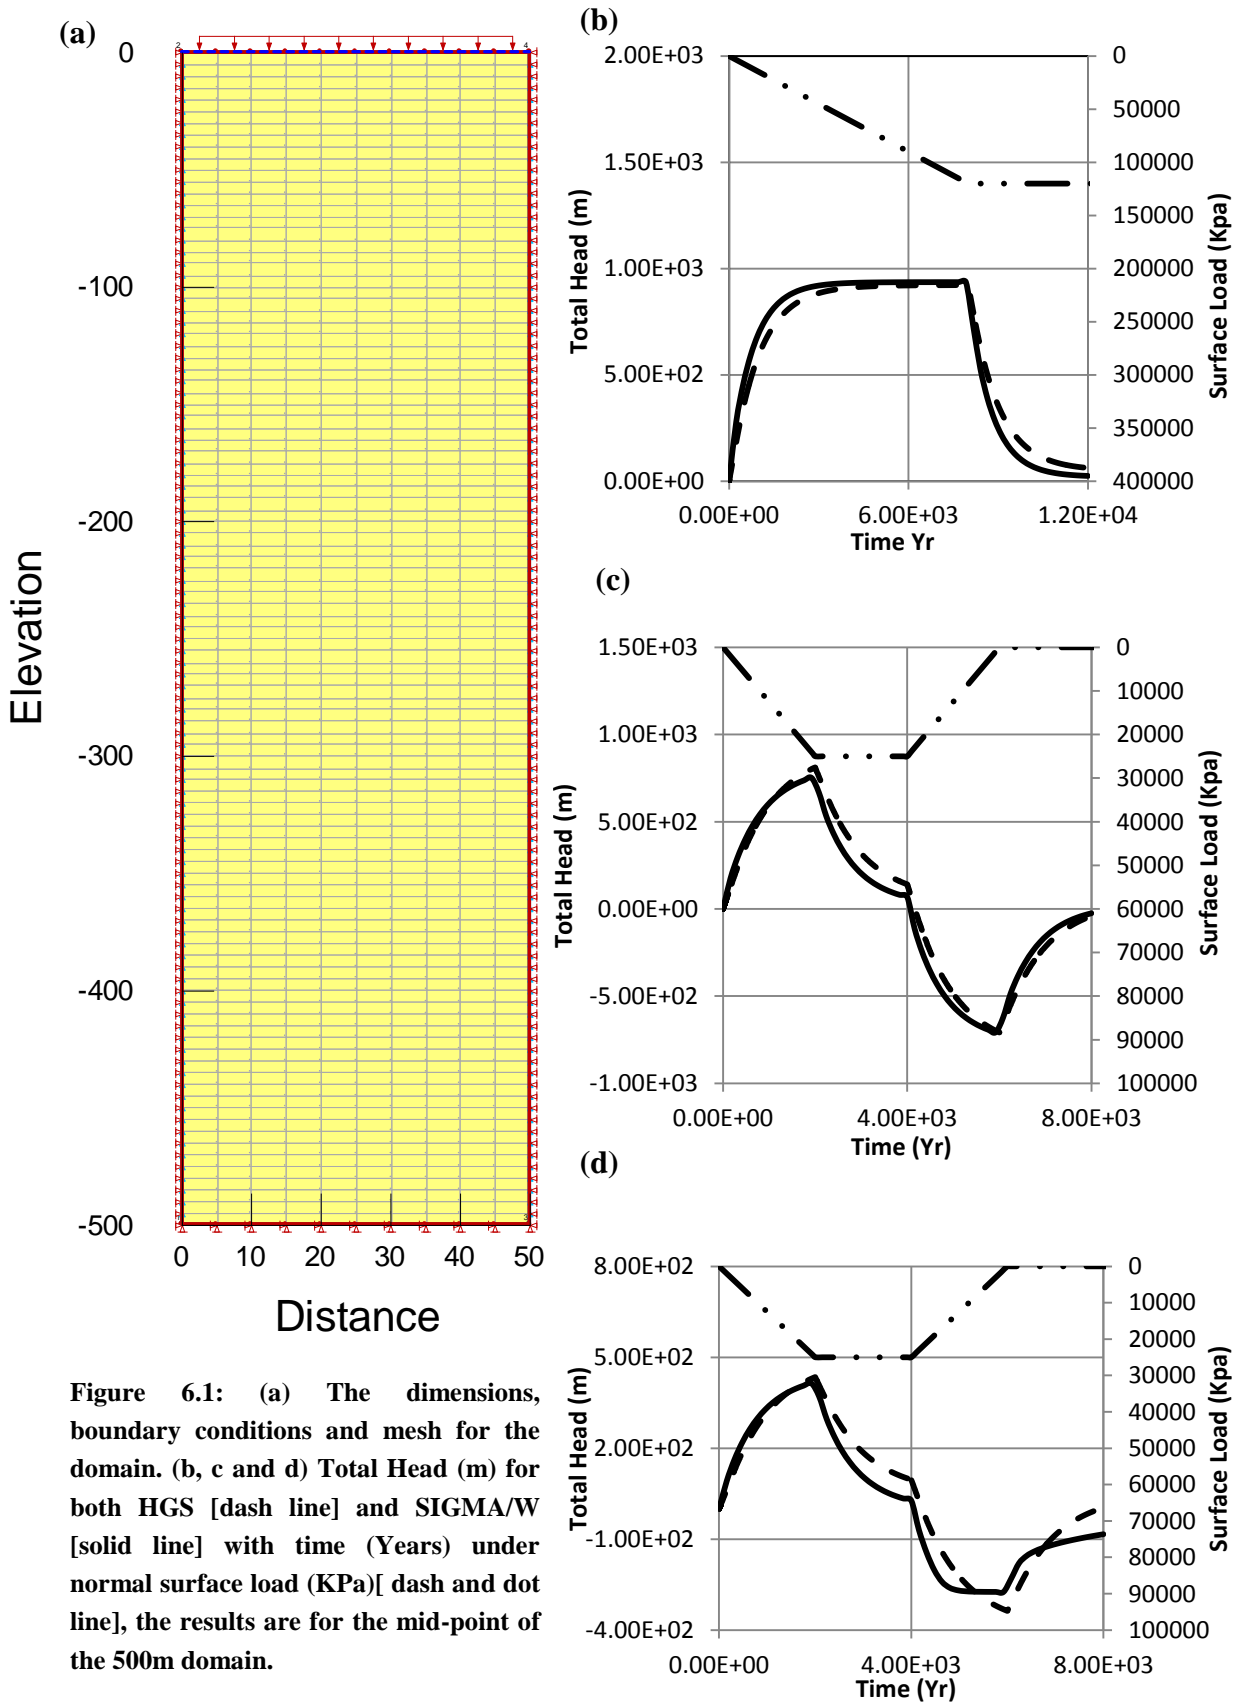 (a)
0
-100
-200
-300
-400
-500
Elevation
0 10 20 30 40 50
Distance
2 4
3
Figure 6.1: (a) The dimensions,
boundary conditions and mesh for the
domain. (b, c and d) Total Head (m) for
both HGS [dash line] and SIGMA/W
[solid line] with time (Years) under
normal surface load (KPa)[ dash and dot
line], the results are for the mid-point of
the 500m domain.
(b)
2.00E+03
1.50E+03
1.00E+03
5.00E+02
0.00E+00
Total Head (m)
0
50000
100000
150000
200000
250000
300000
350000
400000
Surface Load (Kpa)
0.00E+00 6.00E+03 1.20E+04
Time Yr
(c)
1.50E+03
1.00E+03
5.00E+02
0.00E+00
-5.00E+02
-1.00E+03
Total Head (m)
0
10000
20000
30000
40000
50000
60000
70000
80000
90000
100000
Surface Load (Kpa)
0.00E+00 4.00E+03 8.00E+03
Time (Yr)
(d)
8.00E+02
5.00E+02
2.00E+02
-1.00E+02
-4.00E+02
Total Head (m)
0
10000
20000
30000
40000
50000
60000
70000
80000
90000
100000
Surface Load (Kpa)
0.00E+00 4.00E+03 8.00E+03
Time (Yr)